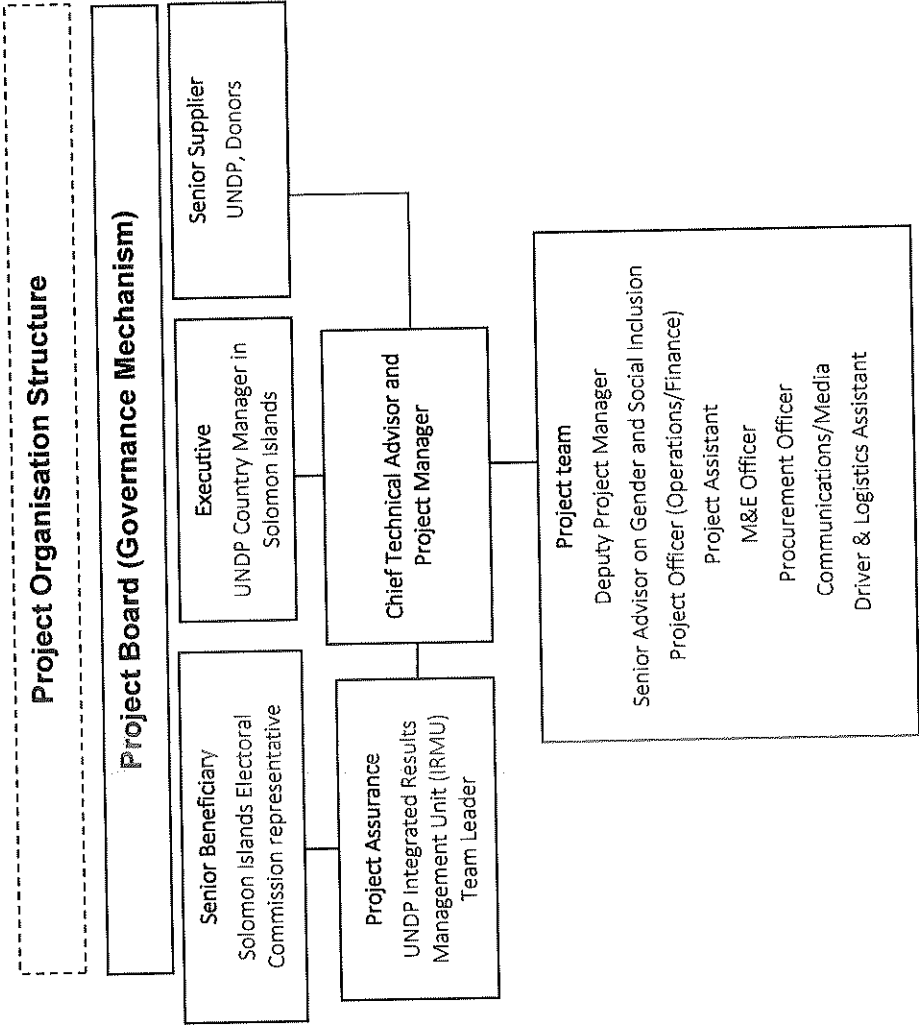 Project Organisation Structure
Project Board (Governance Mechanism)
Senior Beneficiary
Solomon Islands Electoral
Commission representative
Executive
UNDP Country Manager in
Solomon Islands
Senior Supplier
UNDP, Donors
Project Assurance
UNDP Integrated Results
Management Unit (IRMU)
Team Leader
Chief Technical Advisor and
Project Manager
Project team
Deputy Project Manager
Senior Advisor on Gender and Social Inclusion
Project Officer (Operations/Finance)
Project Assistant
M&E Officer
Procurement Officer
Communications/Media
Driver & Logistics Assistant